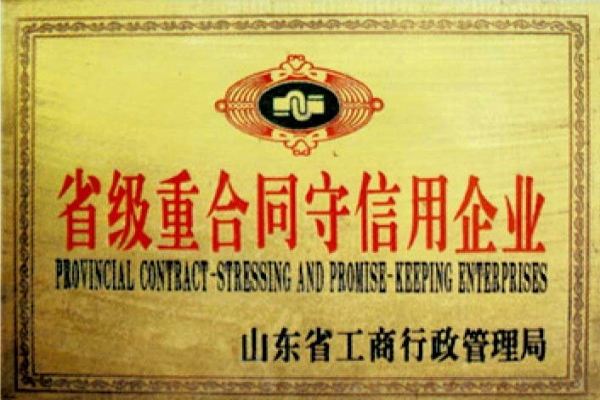 省级重合同守信用企业
PROVINCIAL CONTRACT-STRESSING AND PROMISE-KEEPING ENTERPRISES
山东省工商行政管理局